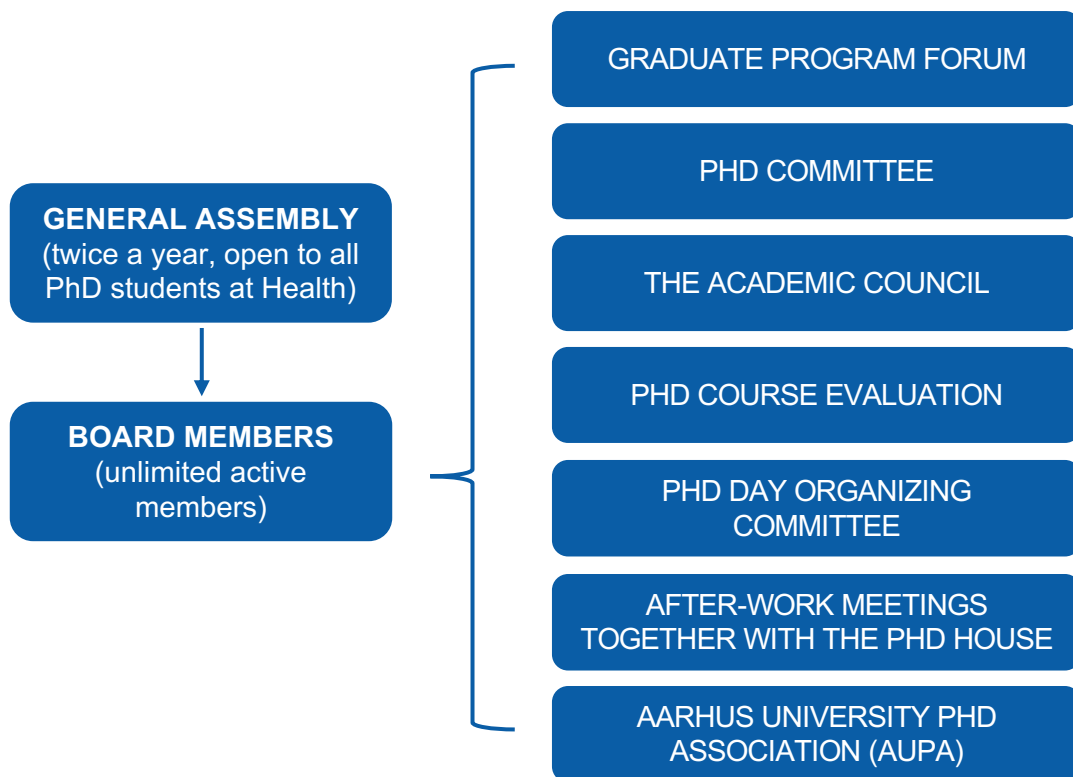 GENERAL ASSEMBLY
(twice a year, open to all
PhD students at Health)
BOARD MEMBERS
(unlimited active
members)
GRADUATE PROGRAM FORUM
PHD COMMITTEE
THE ACADEMIC COUNCIL
PHD COURSE EVALUATION
PHD DAY ORGANIZING
COMMITTEE
AFTER-WORK MEETINGS
TOGETHER WITH THE PHD HOUSE
AARHUS UNIVERSITY PHD
ASSOCIATION (AUPA)